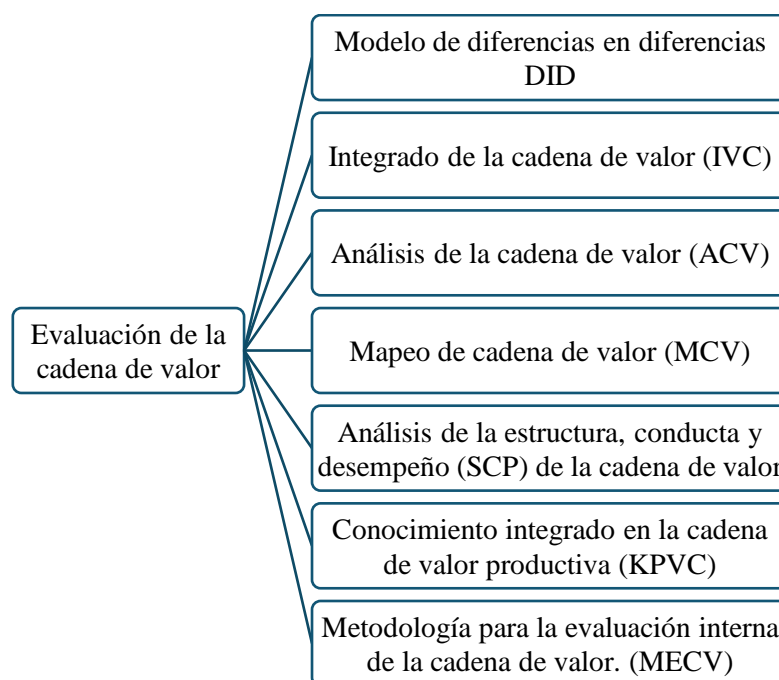 Modelo de diferencias en diferencias
DID
Integrado de la cadena de valor (IVC)
Análisis de la cadena de valor (ACV)
Evaluación de la
cadena de valor
Mapeo de cadena de valor (MCV)
Análisis de la estructura, conducta y
desempeño (SCP) de la cadena de valor
Conocimiento integrado en la cadena
de valor productiva (KPVC)
Metodología para la evaluación interna
de la cadena de valor. (MECV)